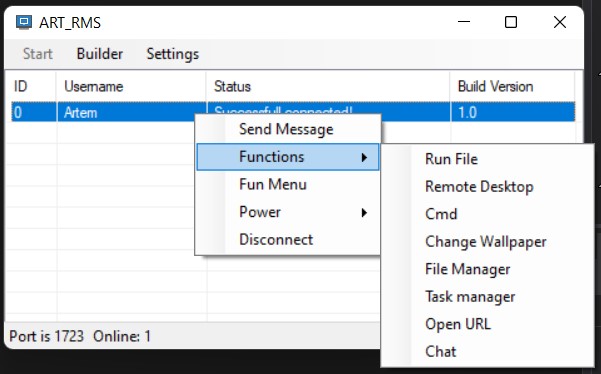 ART_RMS
Start Builder Settings
ID Username Status Build Version
0 Artem Successfull connected! 1.0
Send Message
Functions
Fun Menu
Power
Disconnect
Run File
Remote Desktop
Cmd
Change Wallpaper
File Manager
Task manager
Open URL
Chat
Port is 1723 Online: 1